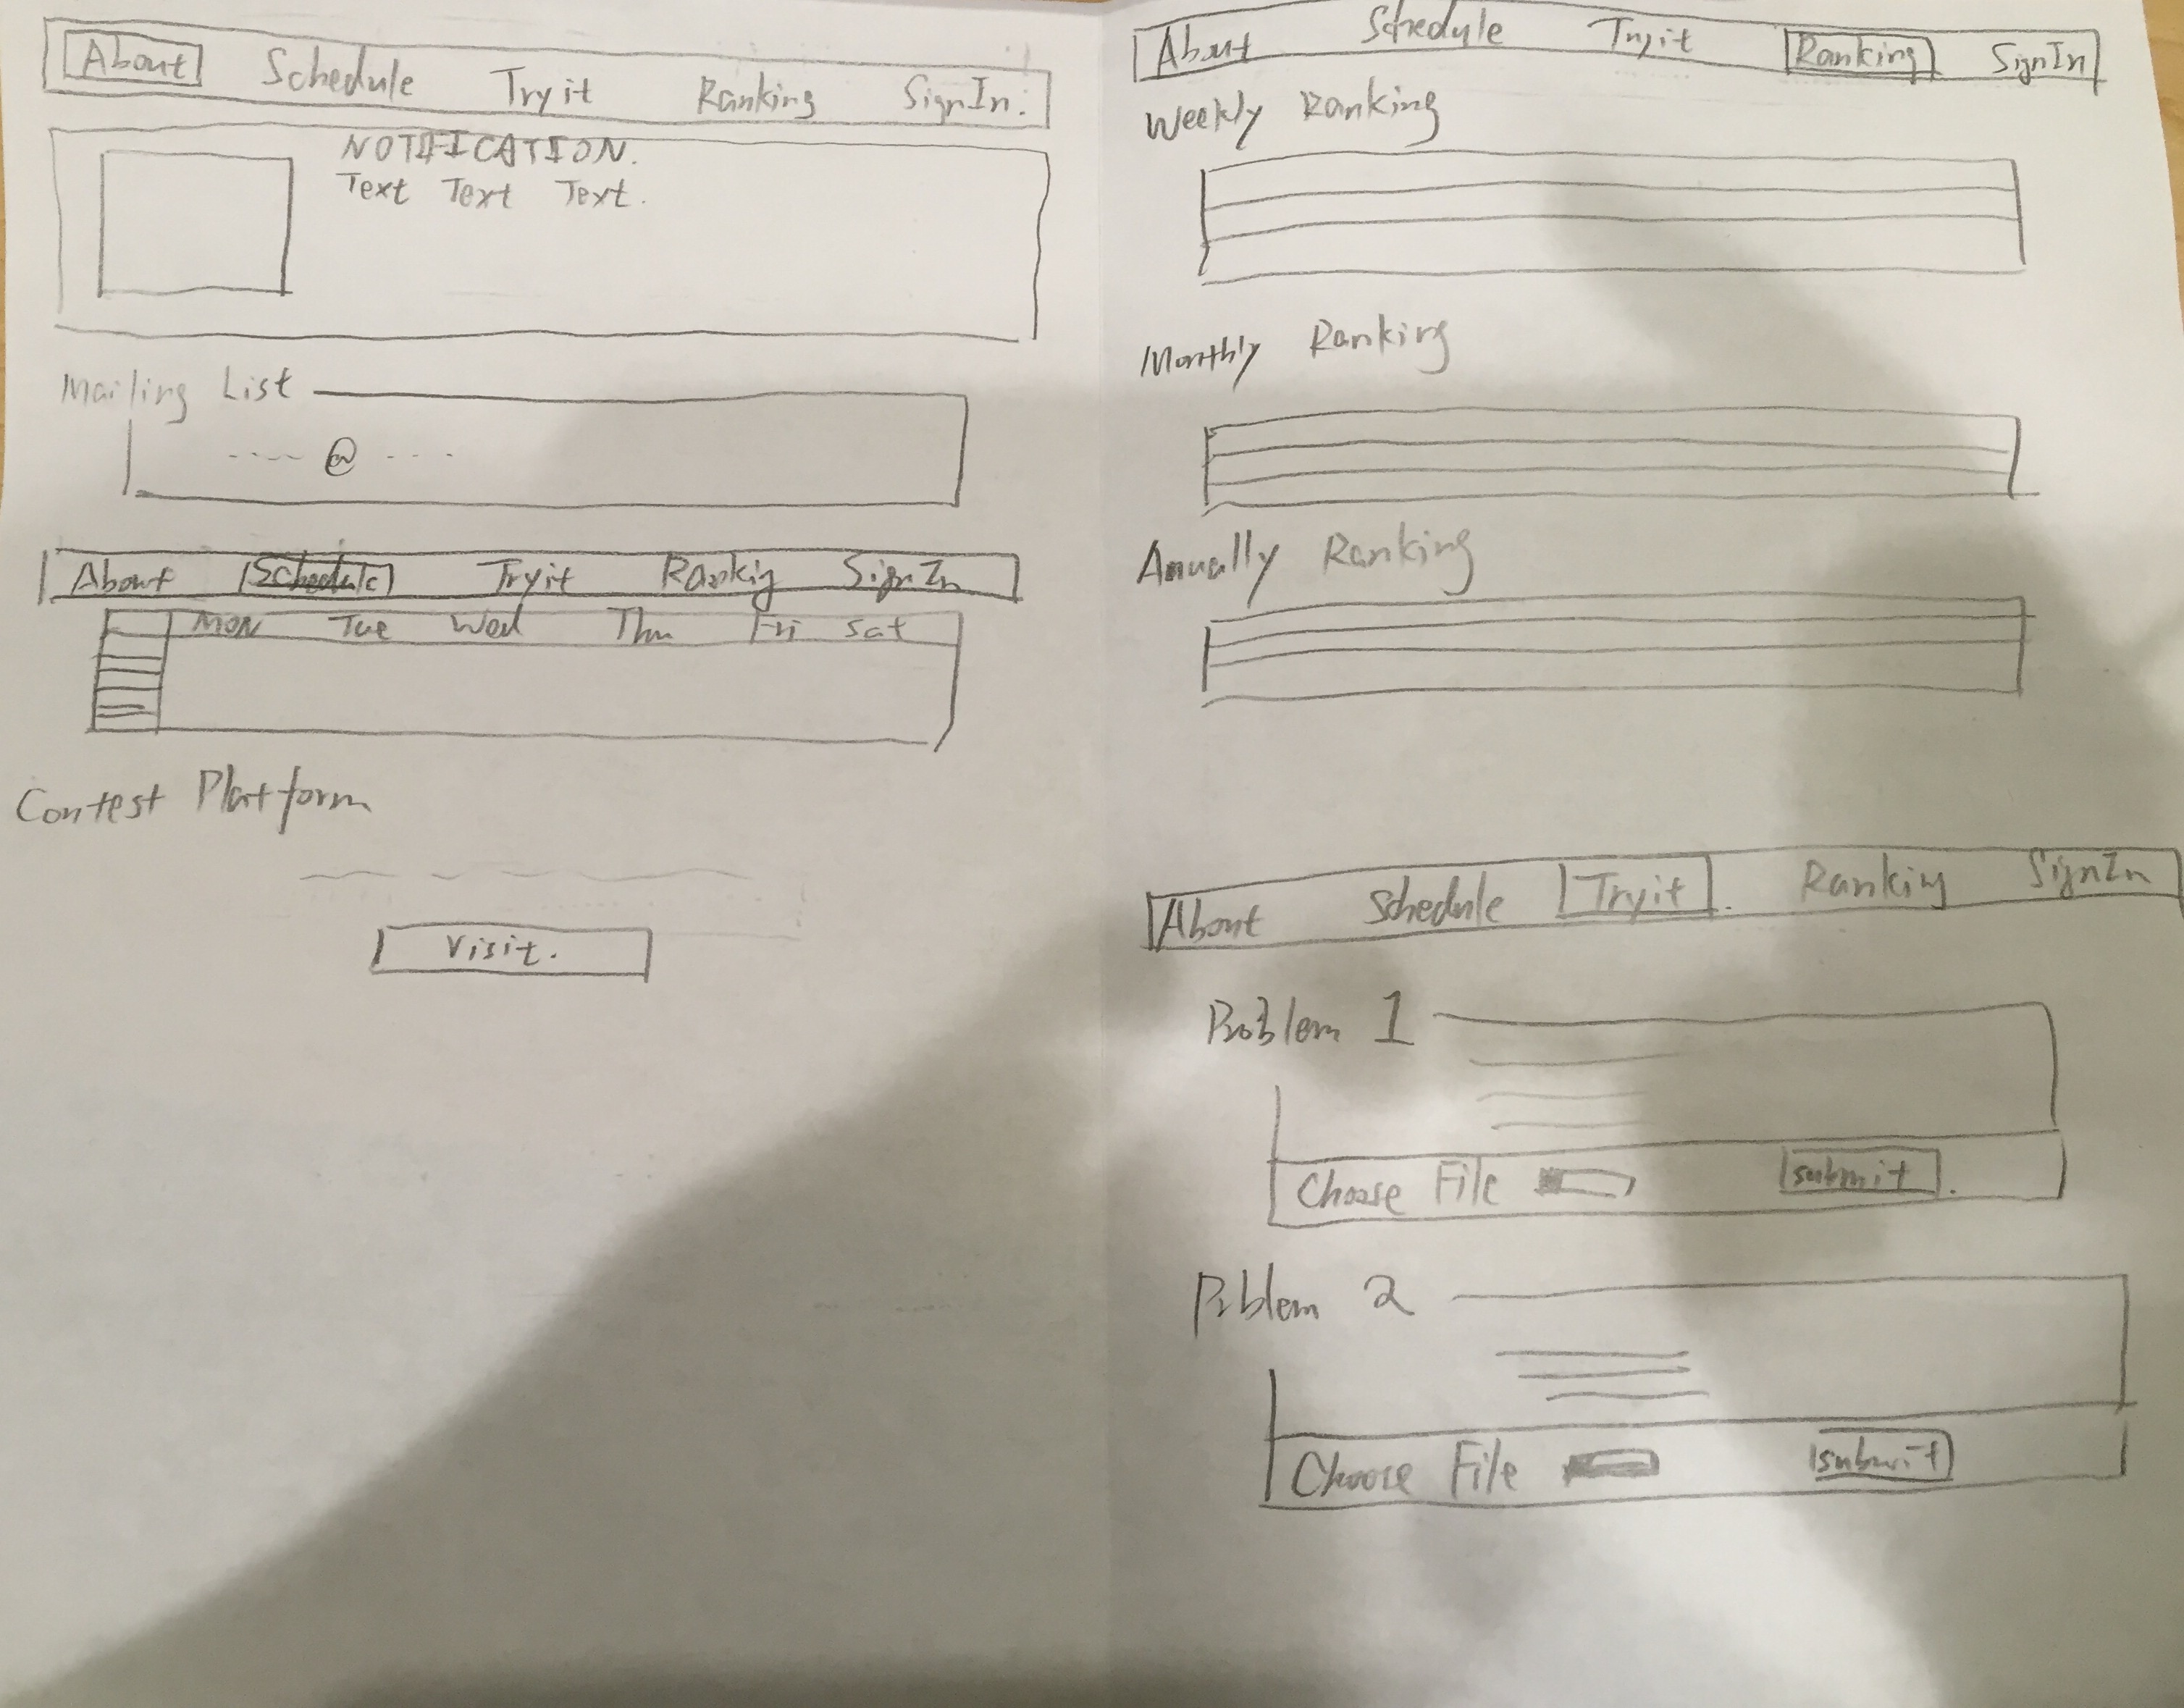 About Schedule Tryit Ranking SignIn.
NOTIFICATION.
Text Text Text.
Mailing List
---- @ ----
About Schedule Tryit Rankig SignIn
MON Tue Wed Thu Fri Sat
Contest Platform
Visit.
About Schedule Tryit Ranking SignIn
Weekly Ranking
Monthly Ranking
Anually Ranking
About Schedule Tryit. Ranking SignIn
Problem 1
Choose File submit.
Problem 2
Choose File submit